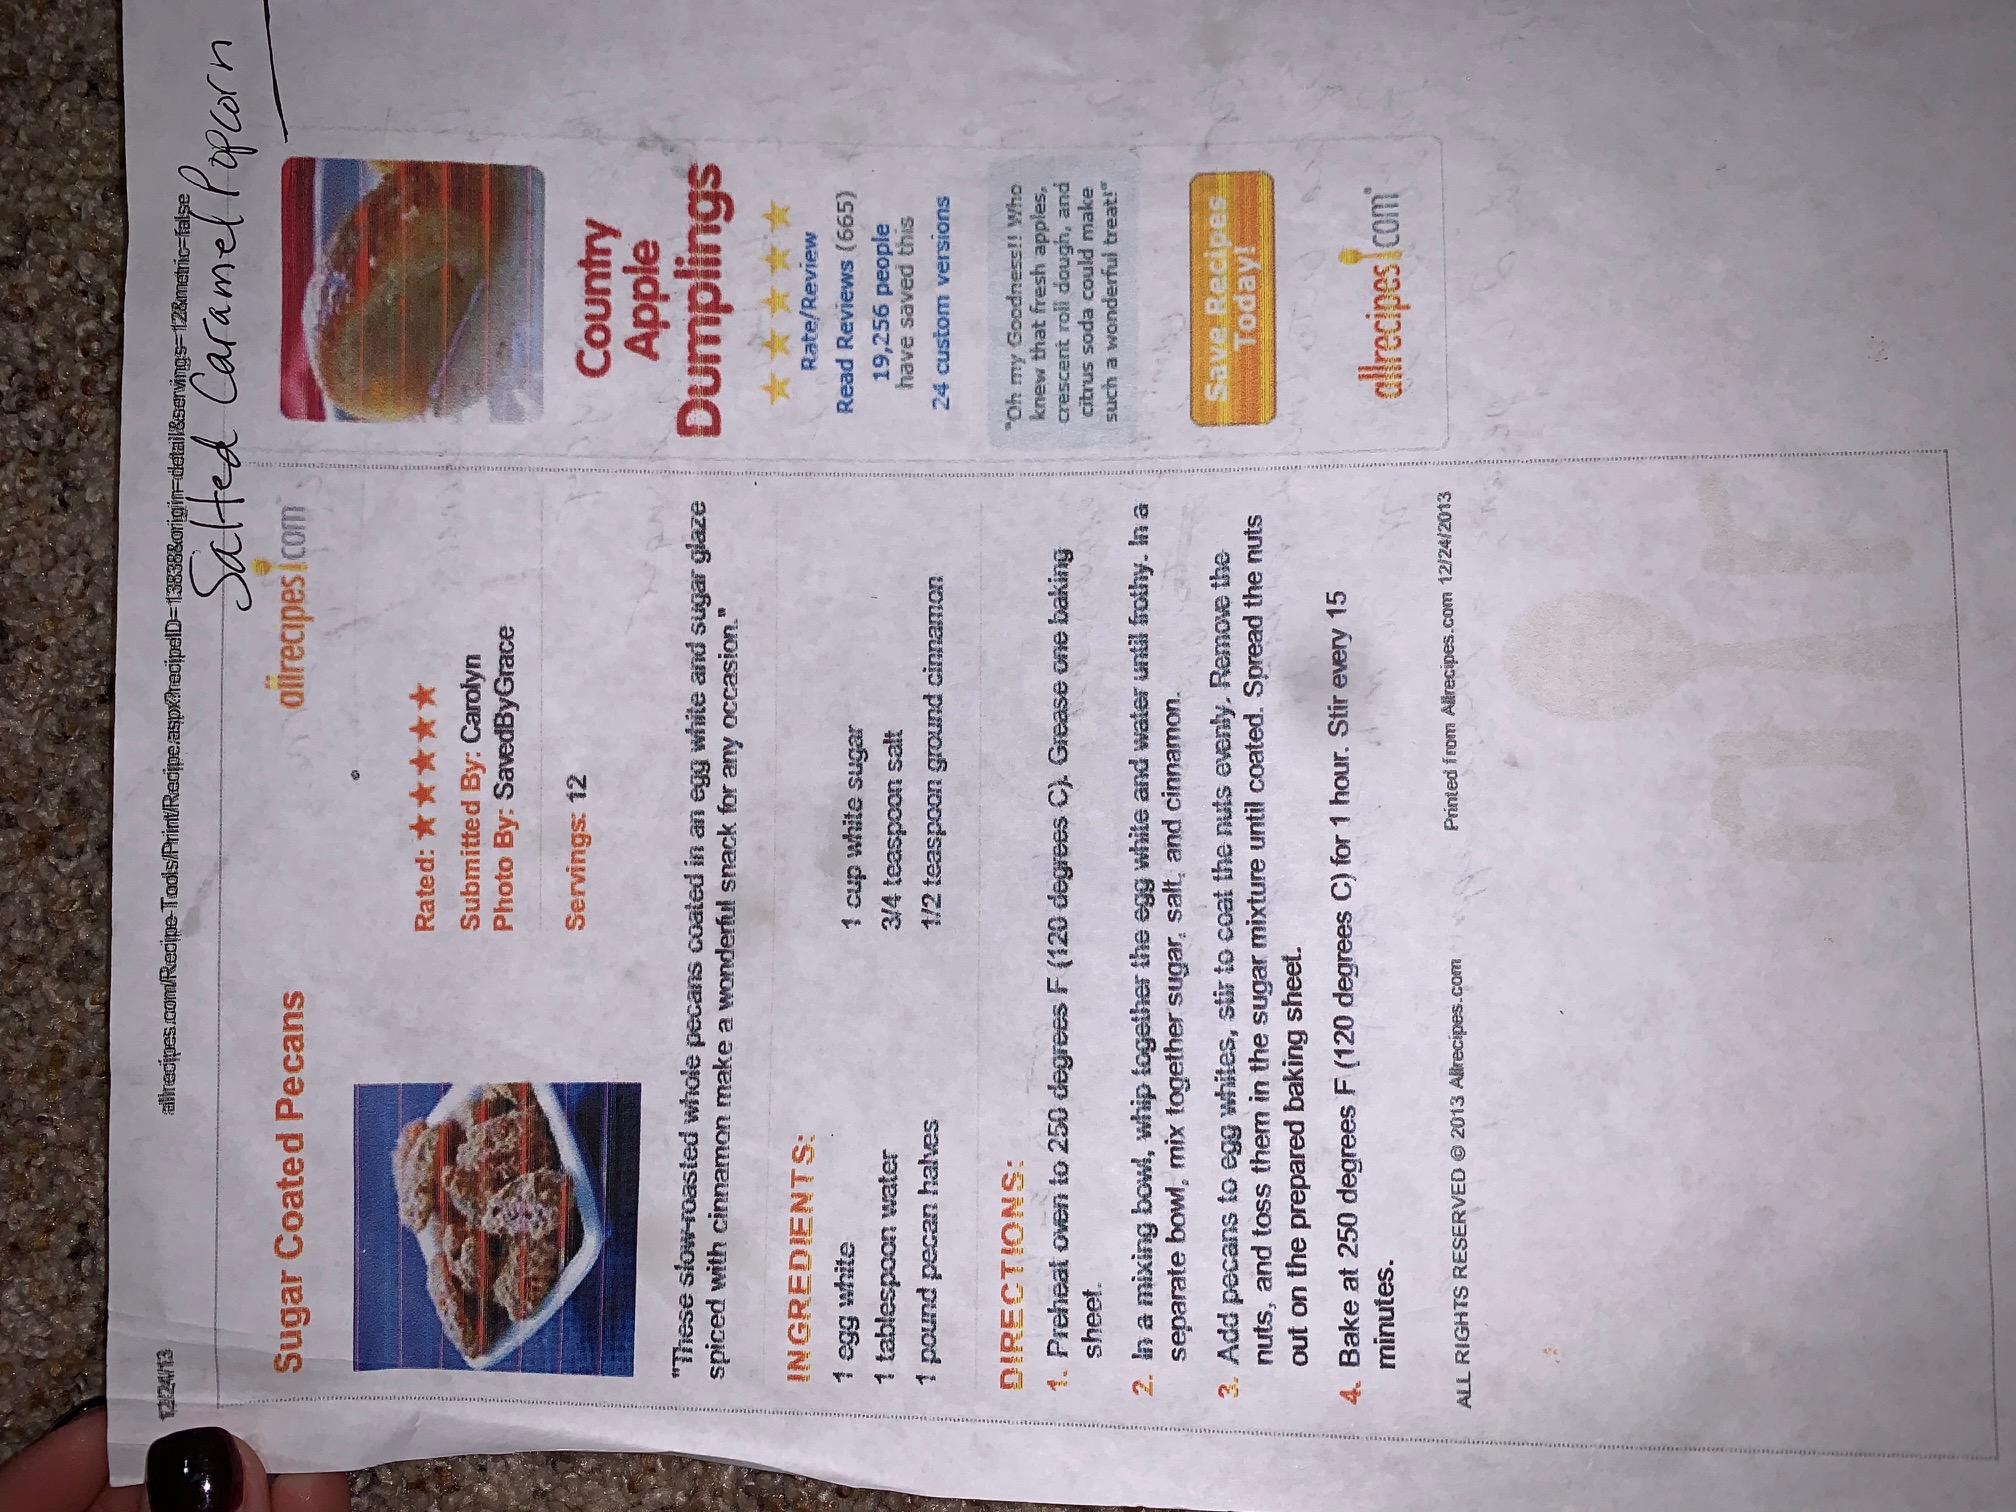 12/24/13
allrecipes.com/Recipe-Tools/Print/Recipe.aspx?recipeID=13838&origin=detail&servings=12&metric=false
Salted Caramel Popcorn
Sugar Coated Pecans
allrecipes.com
Rated:
Submitted By: Carolyn
Photo By: SavedByGrace
Servings: 12
"These slow-roasted whole pecans coated in an egg white and sugar glaze
spiced with cinnamon make a wonderful snack for any occasion."
INGREDIENTS:
1 egg white
1 tablespoon water
1 pound pecan halves
1 cup white sugar
3/4 teaspoon salt
1/2 teaspoon ground cinnamon
DIRECTIONS:
1. Preheat oven to 250 degrees F (120 degrees C). Grease one baking
sheet.
2. In a mixing bowl, whip together the egg white and water until frothy. In a
separate bowl, mix together sugar, salt, and cinnamon.
3. Add pecans to egg whites, stir to coat the nuts evenly. Remove the
nuts, and toss them in the sugar mixture until coated. Spread the nuts
out on the prepared baking sheet.
4. Bake at 250 degrees F (120 degrees C) for 1 hour. Stir every 15
minutes.
ALL RIGHTS RESERVED © 2013 Allrecipes.com
Printed from Allrecipes.com 12/24/2013
Country
Apple
Dumplings
Rate/Review
Read Reviews (665)
19,256 people
have saved this
24 custom versions
"Oh my Goodness!! Who
knew that fresh apples,
crescent roll dough, and
citrus soda could make
such a wonderful treat!"
Save Recipes
Today!
allrecipes.com
ar